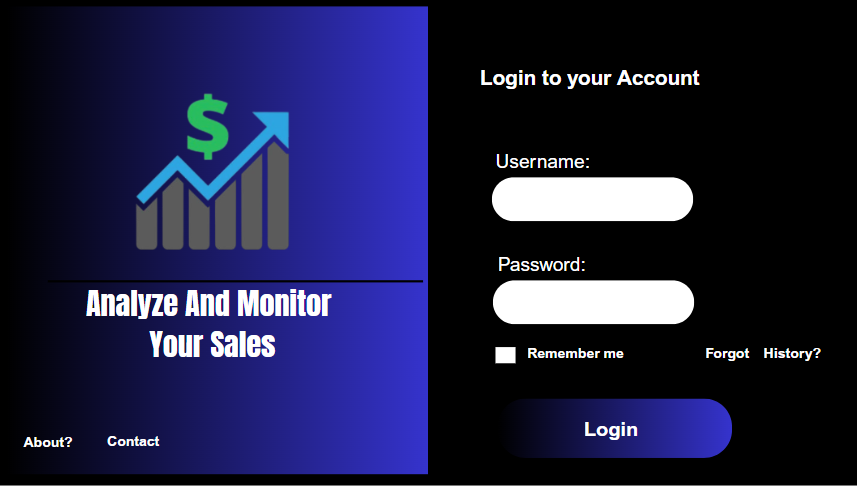 $
Analyze And Monitor
Your Sales
About?
Contact
Login to your Account
Username:
Password:
Remember me
Forgot
History?
Login